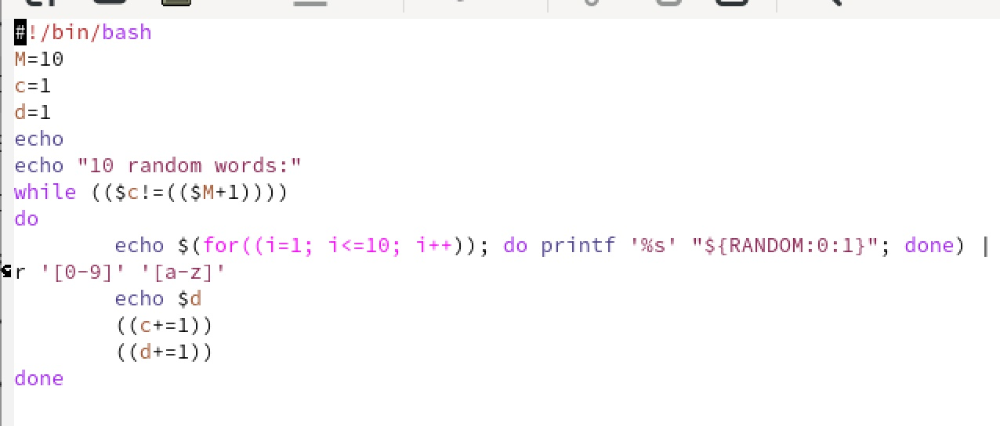 #!/bin/bash
M=10
c=1
d=1
echo
echo "10 random words:"
while (($c!=(($M+1))))
do
        echo $(for((i=1; i<=10; i++)); do printf '%s' "${RANDOM:0:1}"; done) |
r '[0-9]' '[a-z]'
        echo $d
        ((c+=1))
        ((d+=1))
done